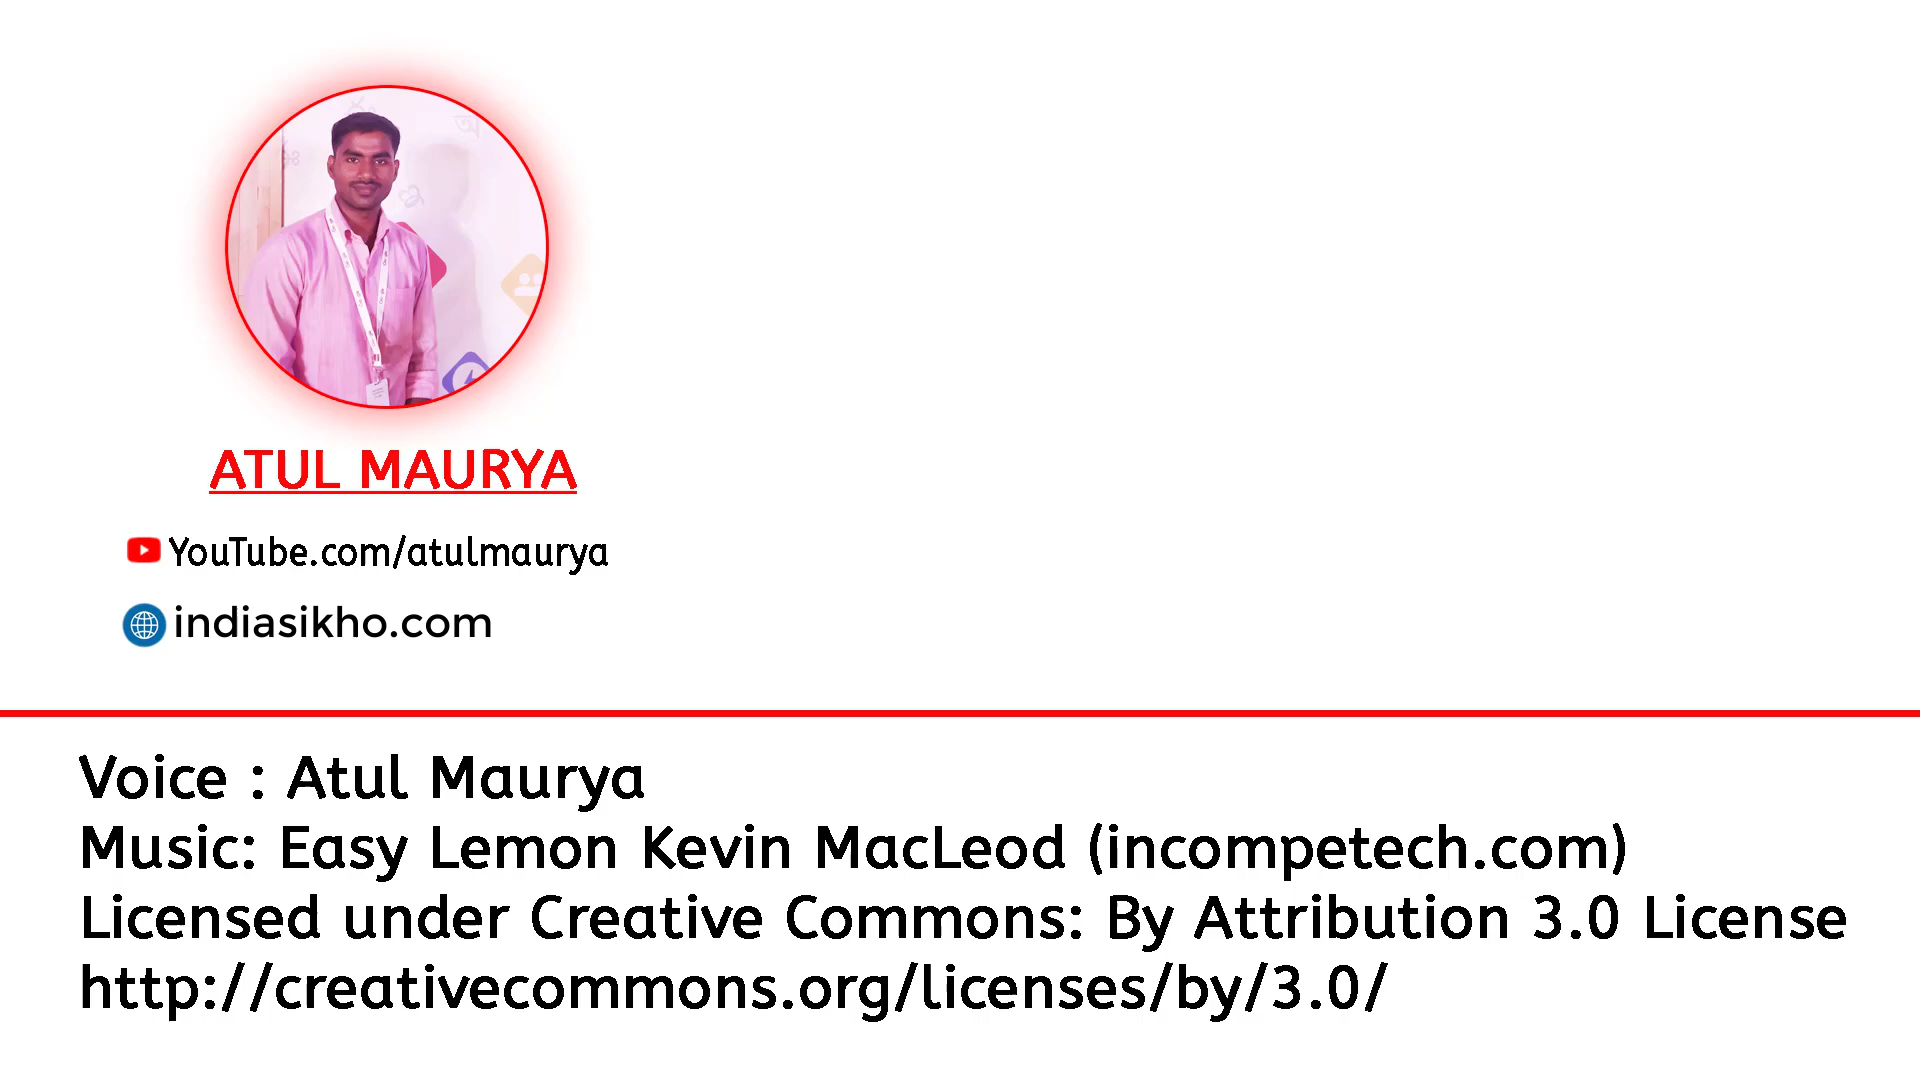 ATUL MAURYA
YouTube.com/atulmaurya
indiasikho.com
Voice : Atul Maurya
Music: Easy Lemon Kevin MacLeod (incompetech.com)
Licensed under Creative Commons: By Attribution 3.0 License
http://creativecommons.org/licenses/by/3.0/